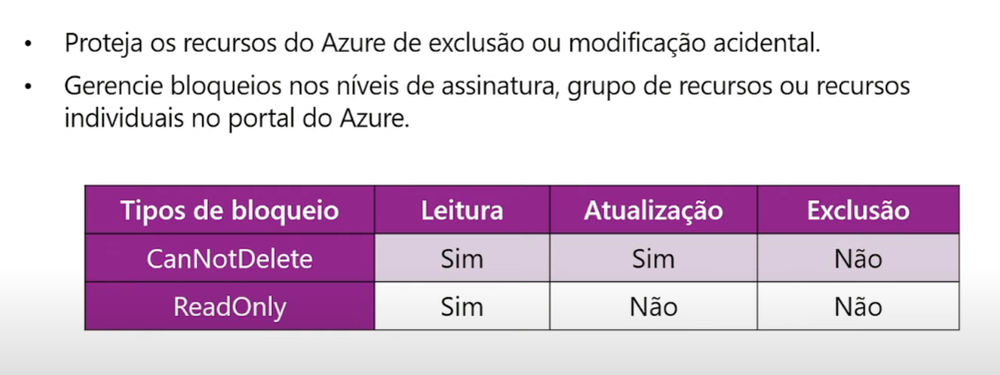 • Proteja os recursos do Azure de exclusão ou modificação acidental.
• Gerencie bloqueios nos níveis de assinatura, grupo de recursos ou recursos
individuais no portal do Azure.
Tipos de bloqueio Leitura Atualização Exclusão
CanNotDelete Sim Sim Não
ReadOnly Sim Não Não